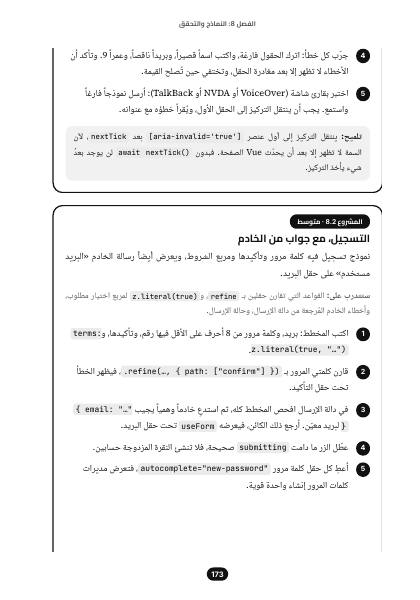 الفصل 8: النماذج والتحقق
4 جرّب كل خطأ: اترك الحقول فارغة، واكتب اسماً قصيراً، وبريداً ناقصاً، وعمراً 9. وتأكد أن
الأخطاء لا تظهر إلا بعد مغادرة الحقل، وتختفي حين تُصلح القيمة.
5 اختبر بقارئ شاشة (VoiceOver أو NVDA أو TalkBack): أرسل نموذجاً فارغاً
واستمع. يجب أن ينتقل التركيز إلى الحقل الأول، ويُقرأ خطؤه مع عنوانه.
تلميح: ينتقل التركيز إلى أول عنصر [aria-invalid='true'] بعد nextTick، لأن
السمة لا تظهر إلا بعد أن يحدّث Vue الصفحة. فبدون await nextTick() لن يوجد بعدُ
شيء يأخذ التركيز.
المشروع 8.2 · متوسط
التسجيل، مع جواب من الخادم
نموذج تسجيل فيه كلمة مرور وتأكيدها ومربع الشروط، ويعرض أيضاً رسالة الخادم «البريد
مستخدم» على حقل البريد.
ستتدرب على: القواعد التي تقارن حقلين بـ refine، و z.literal(true) لمربع اختيار مطلوب،
وأخطاء الخادم المُرجعة من دالة الإرسال، وحالة الإرسال.
1 اكتب المخطط: بريد، وكلمة مرور من 8 أحرف على الأقل فيها رقم، وتأكيدها، و terms:
z.literal(true, "…").
2 قارن كلمتي المرور بـ .refine(…, { path: ["confirm"] })، فيظهر الخطأ
تحت حقل التأكيد.
3 في دالة الإرسال افحص المخطط كله، ثم استدعِ خادماً وهمياً يجيب { email: "…"
} لبريد معيّن. أرجع ذلك الكائن، فيعرضه useForm تحت حقل البريد.
4 عطّل الزر ما دامت submitting صحيحة، فلا تنشئ النقرة المزدوجة حسابين.
5 أعطِ كل حقل كلمة مرور autocomplete="new-password"، فتعرض مديرات
كلمات المرور إنشاء واحدة قوية.
173